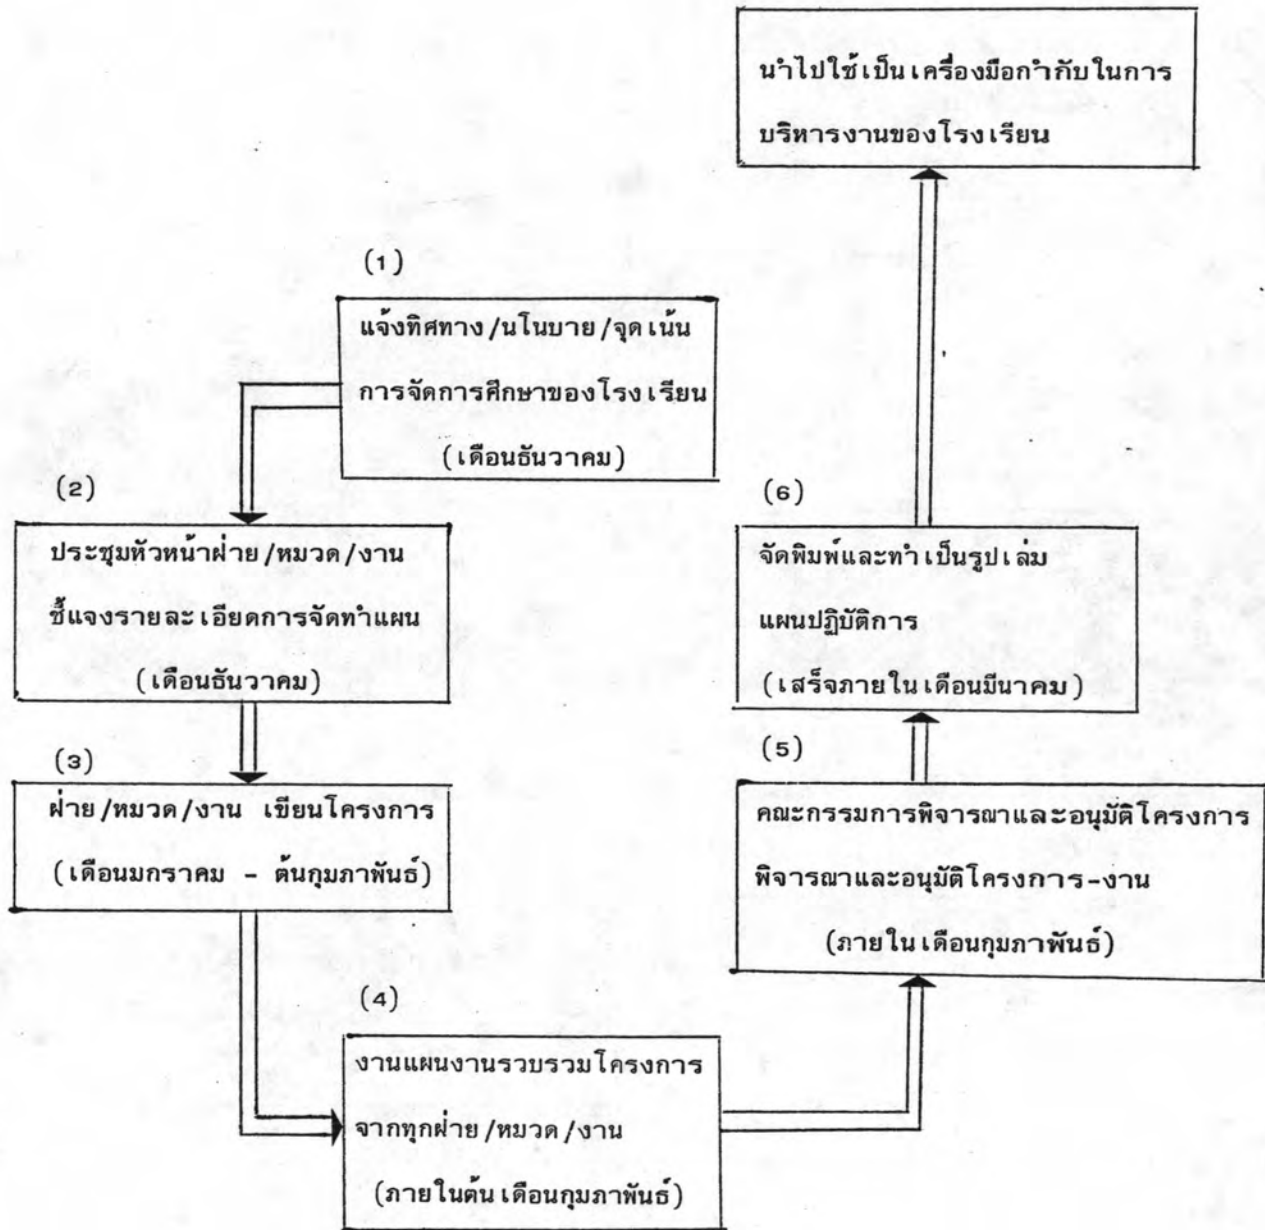 (1)
แจ้งทิศทาง/นโนบาย/จุดเน้น
การจัดการศึกษาของโรงเรียน
(เดือนธันวาคม)
(2)
ประชุมหัวหน้าฝ่าย/หมวด/งาน
ชี้แจงรายละเอียดการจัดทำแผน
(เดือนธันวาคม)
(3)
ฝ่าย/หมวด/งาน เขียนโครงการ
(เดือนมกราคม - ต้นกุมภาพันธ์)
(4)
งานแผนงานรวบรวมโครงการ
จากทุกฝ่าย/หมวด/งาน
(ภายในต้นเดือนกุมภาพันธ์)
(5)
คณะกรรมการพิจารณาและอนุมัติโครงการ
พิจารณาและอนุมัติโครงการ-งาน
(ภายในเดือนกุมภาพันธ์)
(6)
จัดพิมพ์และทำเป็นรูปเล่ม
แผนปฏิบัติการ
(เสร็จภายในเดือนมีนาคม)
นำไปใช้เป็นเครื่องมือกำกับในการ
บริหารงานของโรงเรียน